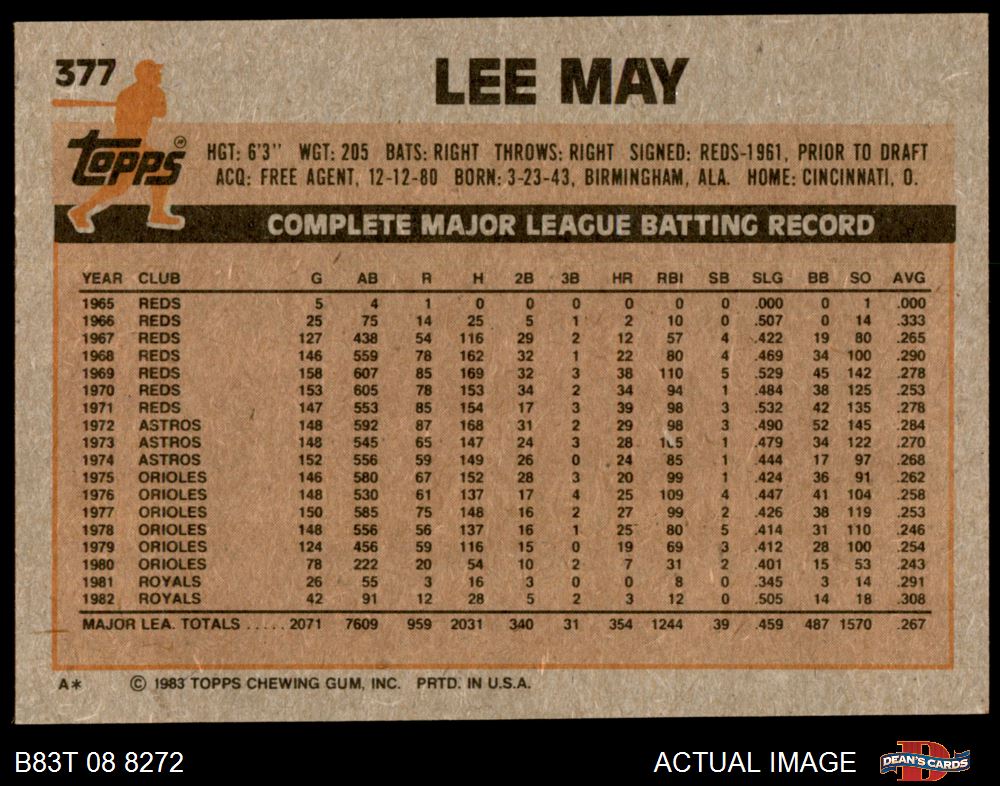 377
LEE MAY
Topps
HGT: 6'3" WGT: 205 BATS: RIGHT THROWS: RIGHT SIGNED: REDS-1961, PRIOR TO DRAFT
ACQ: FREE AGENT, 12-12-80 BORN: 3-23-43, BIRMINGHAM, ALA. HOME: CINCINNATI, O.
COMPLETE MAJOR LEAGUE BATTING RECORD
YEAR CLUB G AB R H 2B 3B HR RBI SB SLG BB SO AVG
1965 REDS 5 4 1 0 0 0 0 0 0 .000 0 1 .000
1966 REDS 25 75 14 25 5 1 2 10 0 .507 0 14 .333
1967 REDS 127 438 54 116 29 2 12 57 4 .422 19 80 .265
1968 REDS 146 559 78 162 32 1 22 80 4 .469 34 100 .290
1969 REDS 158 607 85 169 32 3 38 110 5 .529 45 142 .278
1970 REDS 153 605 78 153 34 2 34 94 1 .484 38 125 .253
1971 REDS 147 553 85 154 17 3 39 98 3 .532 42 135 .278
1972 ASTROS 148 592 87 168 31 2 29 98 3 .490 52 145 .284
1973 ASTROS 148 545 65 147 24 3 28 105 1 .479 34 122 .270
1974 ASTROS 152 556 59 149 26 0 24 85 1 .444 17 97 .268
1975 ORIOLES 146 580 67 152 28 3 20 99 1 .424 36 91 .262
1976 ORIOLES 148 530 61 137 17 4 25 109 4 .447 41 104 .258
1977 ORIOLES 150 585 75 148 16 2 27 99 2 .426 38 119 .253
1978 ORIOLES 148 556 56 137 16 1 25 80 5 .414 31 110 .246
1979 ORIOLES 124 456 59 116 15 0 19 69 3 .412 28 100 .254
1980 ORIOLES 78 222 20 54 10 2 7 31 2 .401 15 53 .243
1981 ROYALS 26 55 3 16 3 0 0 8 0 .345 3 14 .291
1982 ROYALS 42 91 12 28 5 2 3 12 0 .505 14 18 .308
MAJOR LEA. TOTALS ..... 2071 7609 959 2031 340 31 354 1244 39 .459 487 1570 .267
A* © 1983 TOPPS CHEWING GUM, INC. PRTD. IN U.S.A.
B83T 08 8272 ACTUAL IMAGE DEAN'S CARDS